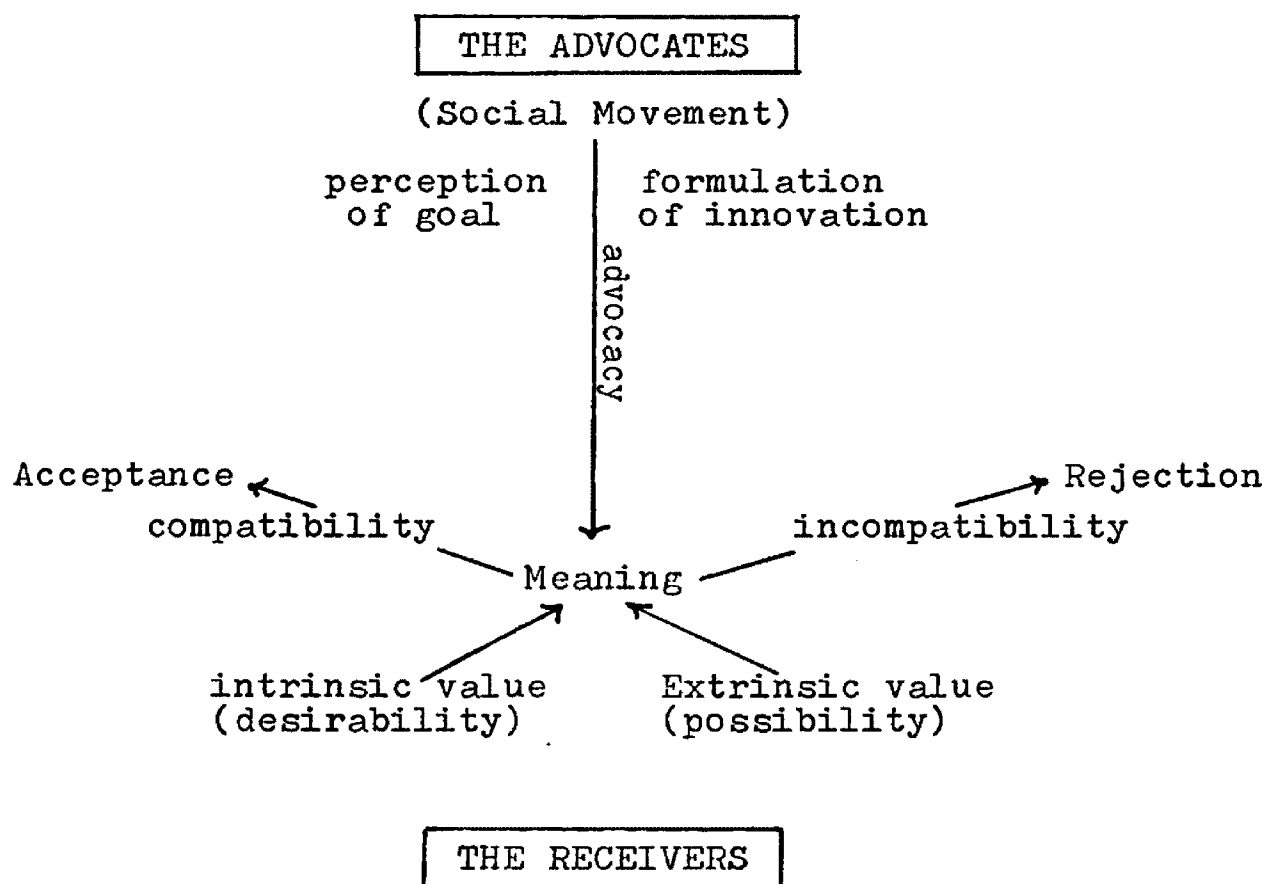 THE ADVOCATES
(Social Movement)
perception
of goal
formulation
of innovation
advocacy
Acceptance
compatibility
Rejection
incompatibility
Meaning
intrinsic value
(desirability)
Extrinsic value
(possibility)
THE RECEIVERS